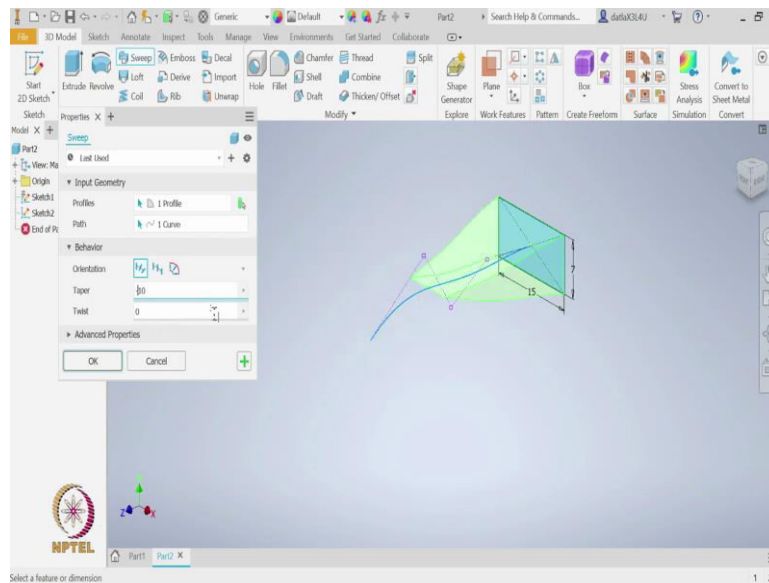 Generic
Default
Part2
Search Help & Commands...
datlaX3L4U
File 3D Model Sketch Annotate Inspect Tools Manage View Environments Get Started Collaborate
Start
2D Sketch
Extrude Revolve
Sweep Emboss Decal
Loft Derive Import
Coil Rib Unwrap
Hole Fillet
Chamfer Thread Split
Shell Combine
Draft Thicken/ Offset
Shape
Generator
Plane
Box
Stress
Analysis
Convert to
Sheet Metal
Sketch
Modify
Explore Work Features Pattern Create Freeform Surface Simulation Convert
Model X +
Properties X +
Part2
View: Ma
Origin
Sketch1
Sketch2
End of Pa
Sweep
Last Used
Input Geometry
Profiles 1 Profile
Path 1 Curve
Behavior
Orientation
Taper 30
Twist 0
Advanced Properties
OK Cancel
15
7
Z X
NPTEL
Part1 Part2 X
Select a feature or dimension 1